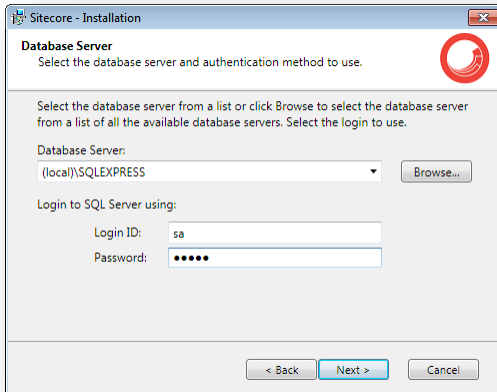 Sitecore - Installation
Database Server
Select the database server and authentication method to use.
Select the database server from a list or click Browse to select the database server
from a list of all the available database servers. Select the login to use.
Database Server:
(local)\SQLEXPRESS
Browse...
Login to SQL Server using:
Login ID: sa
Password: •••••
< Back Next > Cancel